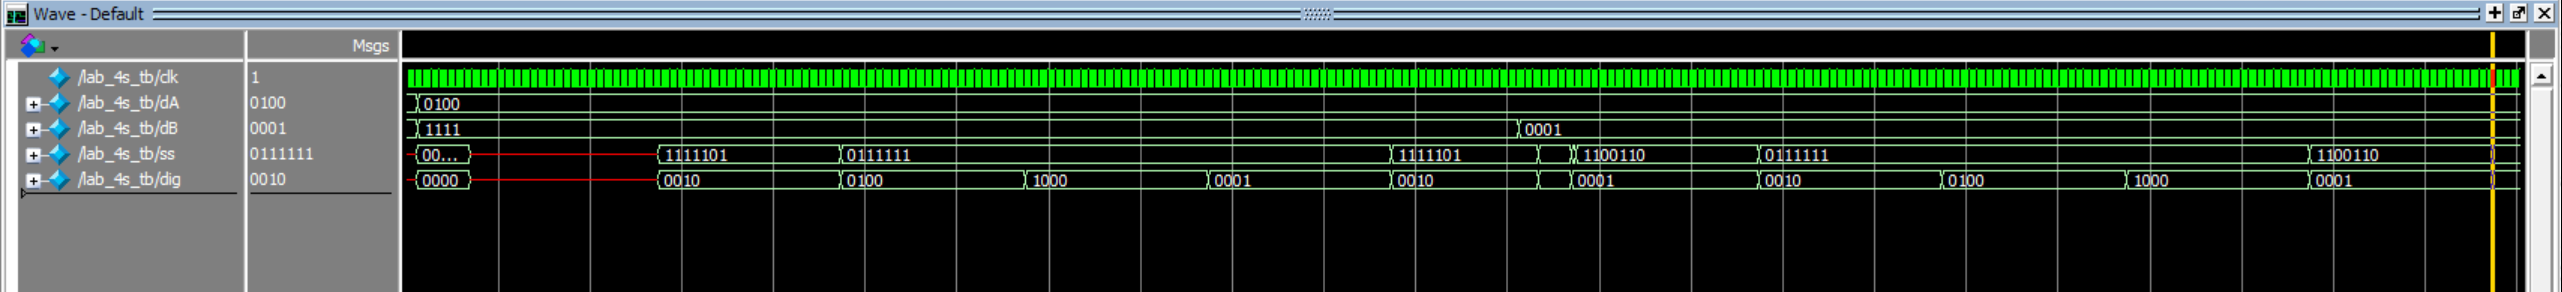 Wave - Default
Msgs
/lab_4s_tb/clk 1
/lab_4s_tb/dA 0100 0100
/lab_4s_tb/dB 0001 1111 0001
/lab_4s_tb/ss 0111111 00... 1111101 0111111 1111101 1100110 0111111 1100110
/lab_4s_tb/dig 0010 0000 0010 0100 1000 0001 0010 0001 0010 0100 1000 0001